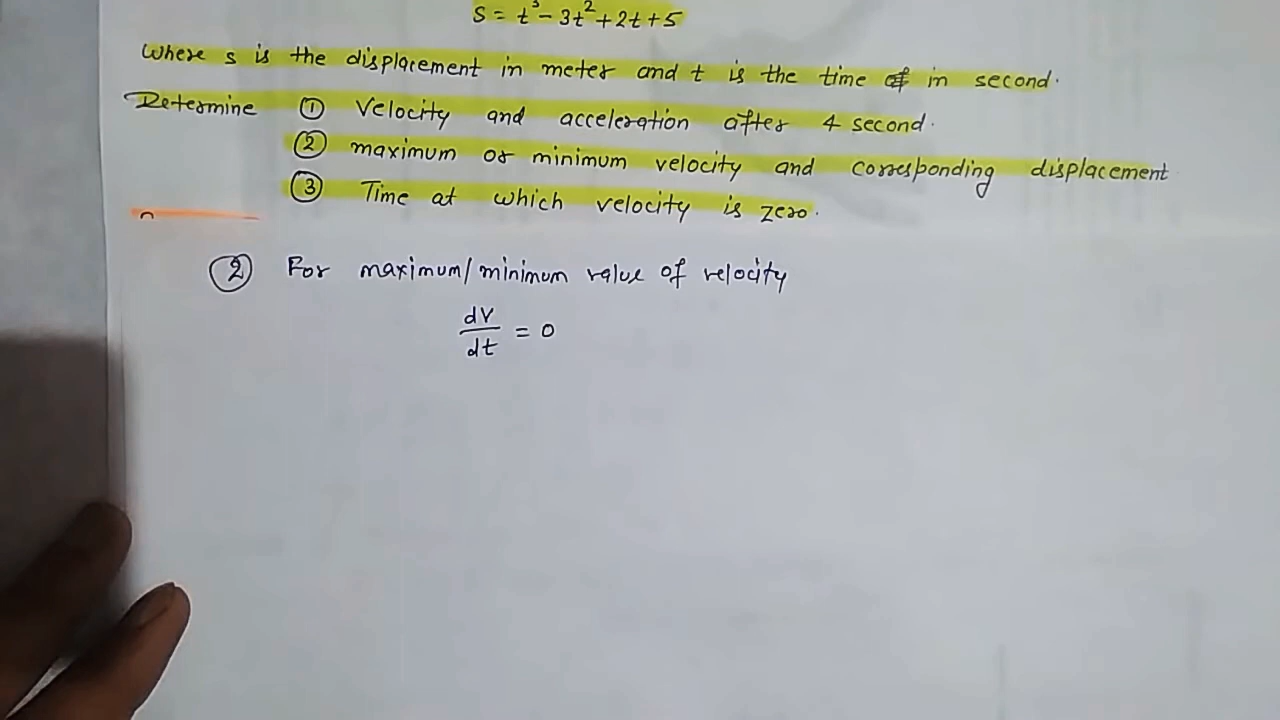 s = t³ - 3t² + 2t + 5
Where s is the displacement in meter and t is the time in second.
Determine ① Velocity and acceleration after 4 second.
② maximum or minimum velocity and corresponding displacement
③ Time at which velocity is zero.
② For maximum/minimum value of velocity
dV/dt = 0